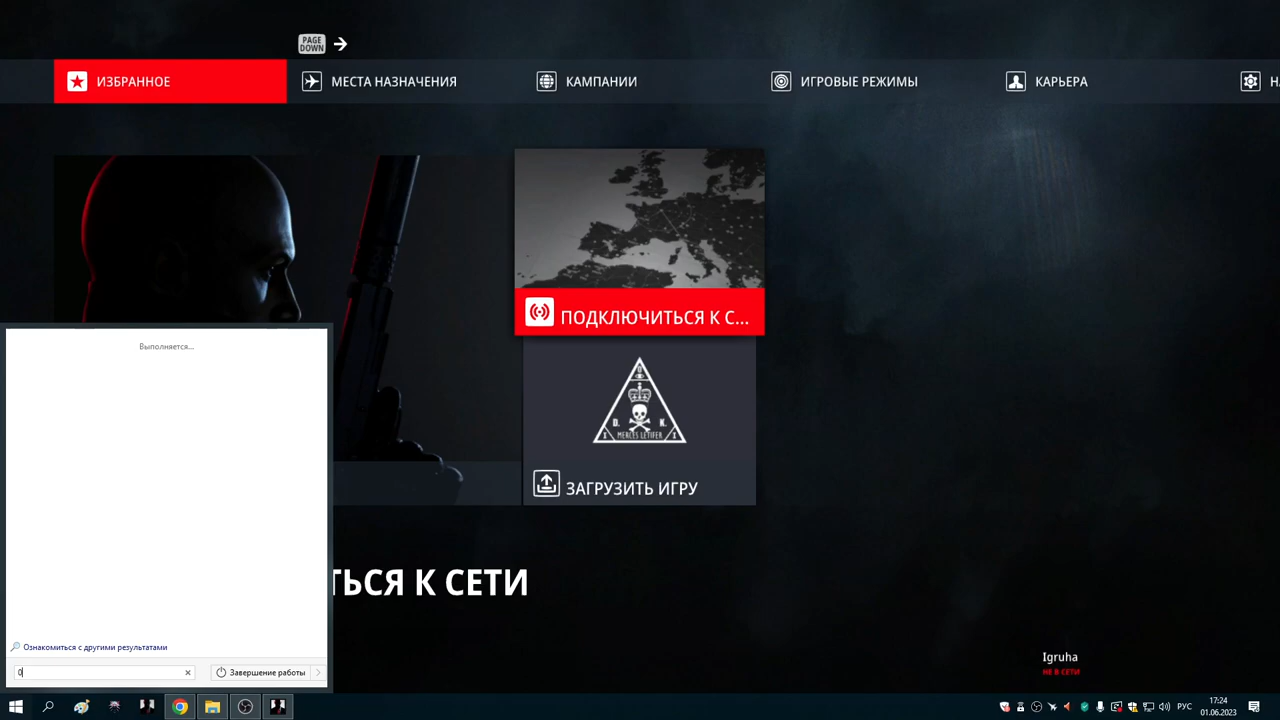 PAGE
DOWN
ИЗБРАННОЕ
МЕСТА НАЗНАЧЕНИЯ
КАМПАНИИ
ИГРОВЫЕ РЕЖИМЫ
КАРЬЕРА
Н
ПОДКЛЮЧИТЬСЯ К С...
D. K. I.
MERCES LETIFER
ЗАГРУЗИТЬ ИГРУ
ТЬСЯ К СЕТИ
Выполняется...
Ознакомиться с другими результатами
0
Завершение работы
Igruha
НЕ В СЕТИ
РУС
17:24
01.06.2023